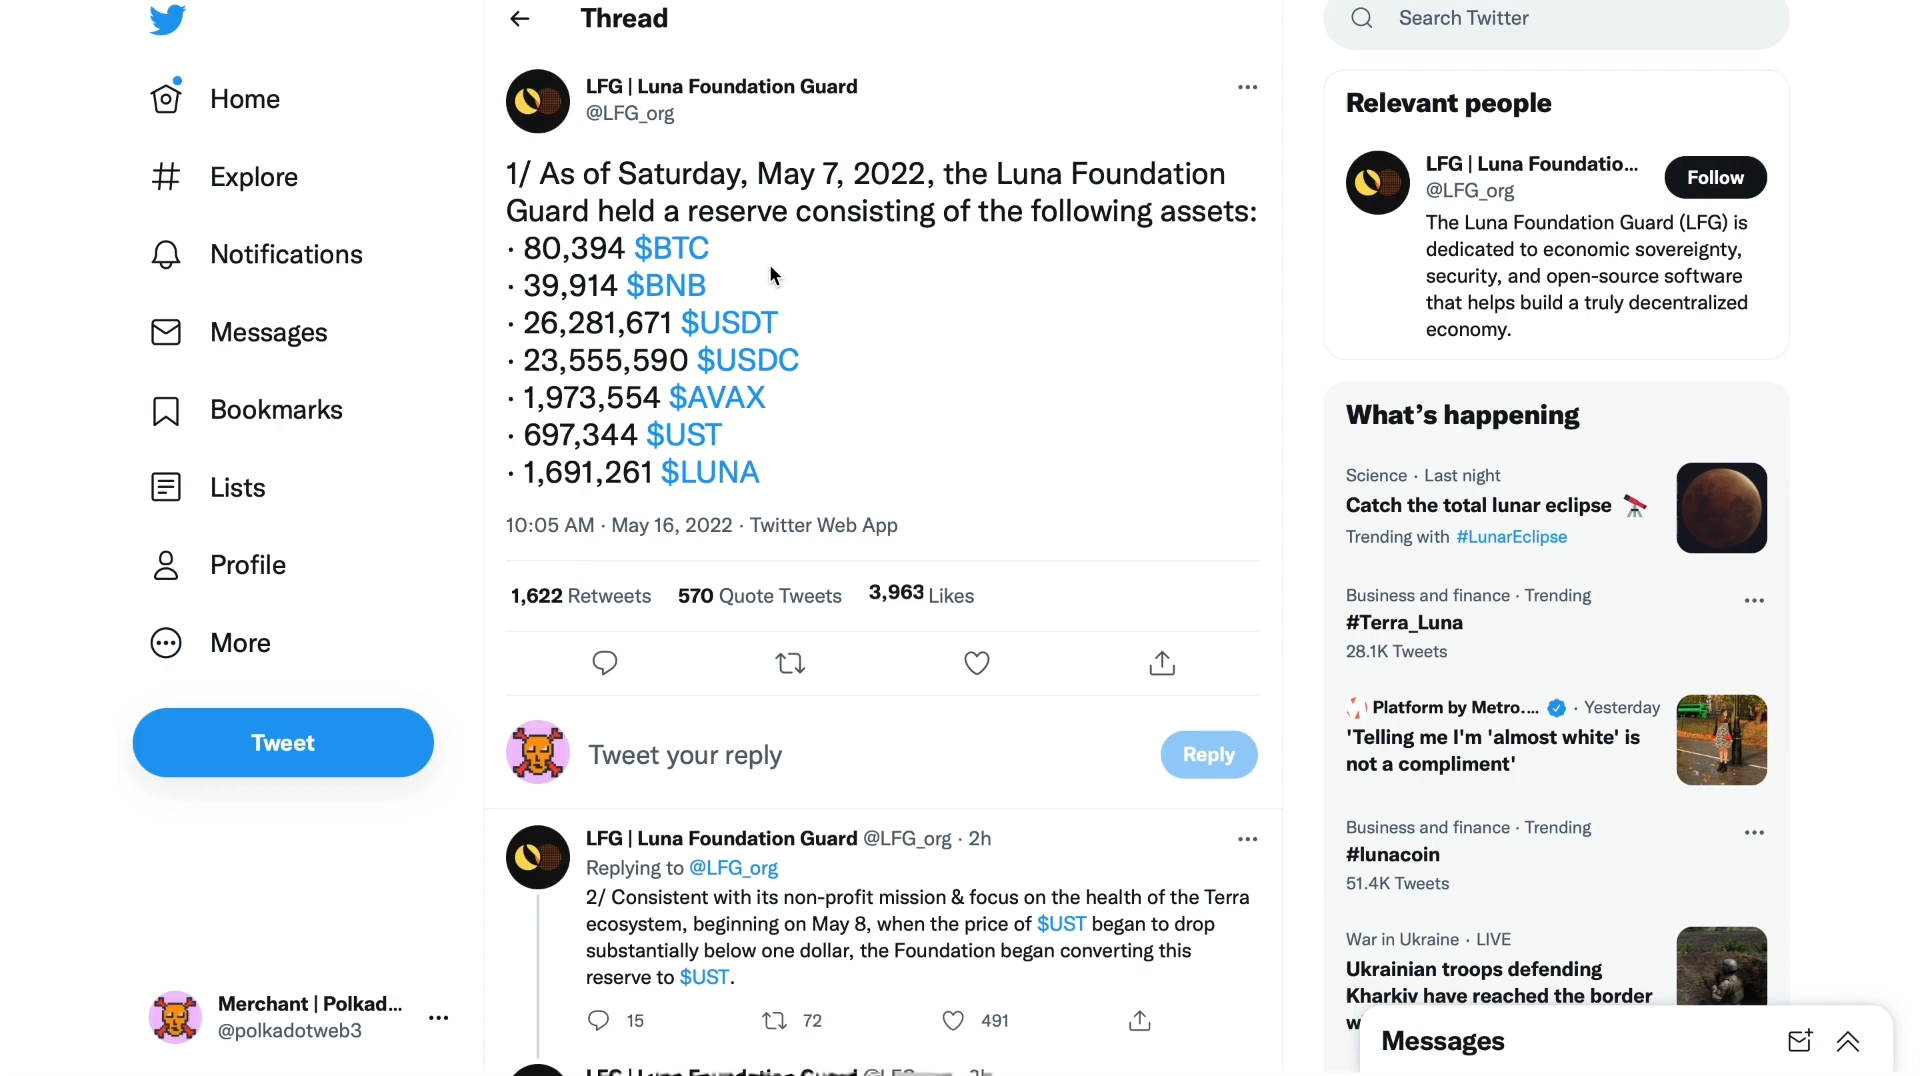 Home
Explore
Notifications
Messages
Bookmarks
Lists
Profile
More
Tweet
Merchant | Polkad...
@polkadotweb3
Thread
LFG | Luna Foundation Guard
@LFG_org
1/ As of Saturday, May 7, 2022, the Luna Foundation
Guard held a reserve consisting of the following assets:
· 80,394 $BTC
· 39,914 $BNB
· 26,281,671 $USDT
· 23,555,590 $USDC
· 1,973,554 $AVAX
· 697,344 $UST
· 1,691,261 $LUNA
10:05 AM · May 16, 2022 · Twitter Web App
1,622 Retweets 570 Quote Tweets 3,963 Likes
Tweet your reply
Reply
LFG | Luna Foundation Guard @LFG_org · 2h
Replying to @LFG_org
2/ Consistent with its non-profit mission & focus on the health of the Terra
ecosystem, beginning on May 8, when the price of $UST began to drop
substantially below one dollar, the Foundation began converting this
reserve to $UST.
15 72 491
Search Twitter
Relevant people
LFG | Luna Foundatio...
@LFG_org
Follow
The Luna Foundation Guard (LFG) is
dedicated to economic sovereignty,
security, and open-source software
that helps build a truly decentralized
economy.
What's happening
Science · Last night
Catch the total lunar eclipse
Trending with #LunarEclipse
Business and finance · Trending
#Terra_Luna
28.1K Tweets
Platform by Metro.... · Yesterday
'Telling me I'm 'almost white' is
not a compliment'
Business and finance · Trending
#lunacoin
51.4K Tweets
War in Ukraine · LIVE
Ukrainian troops defending
Kharkiv have reached the border
Messages